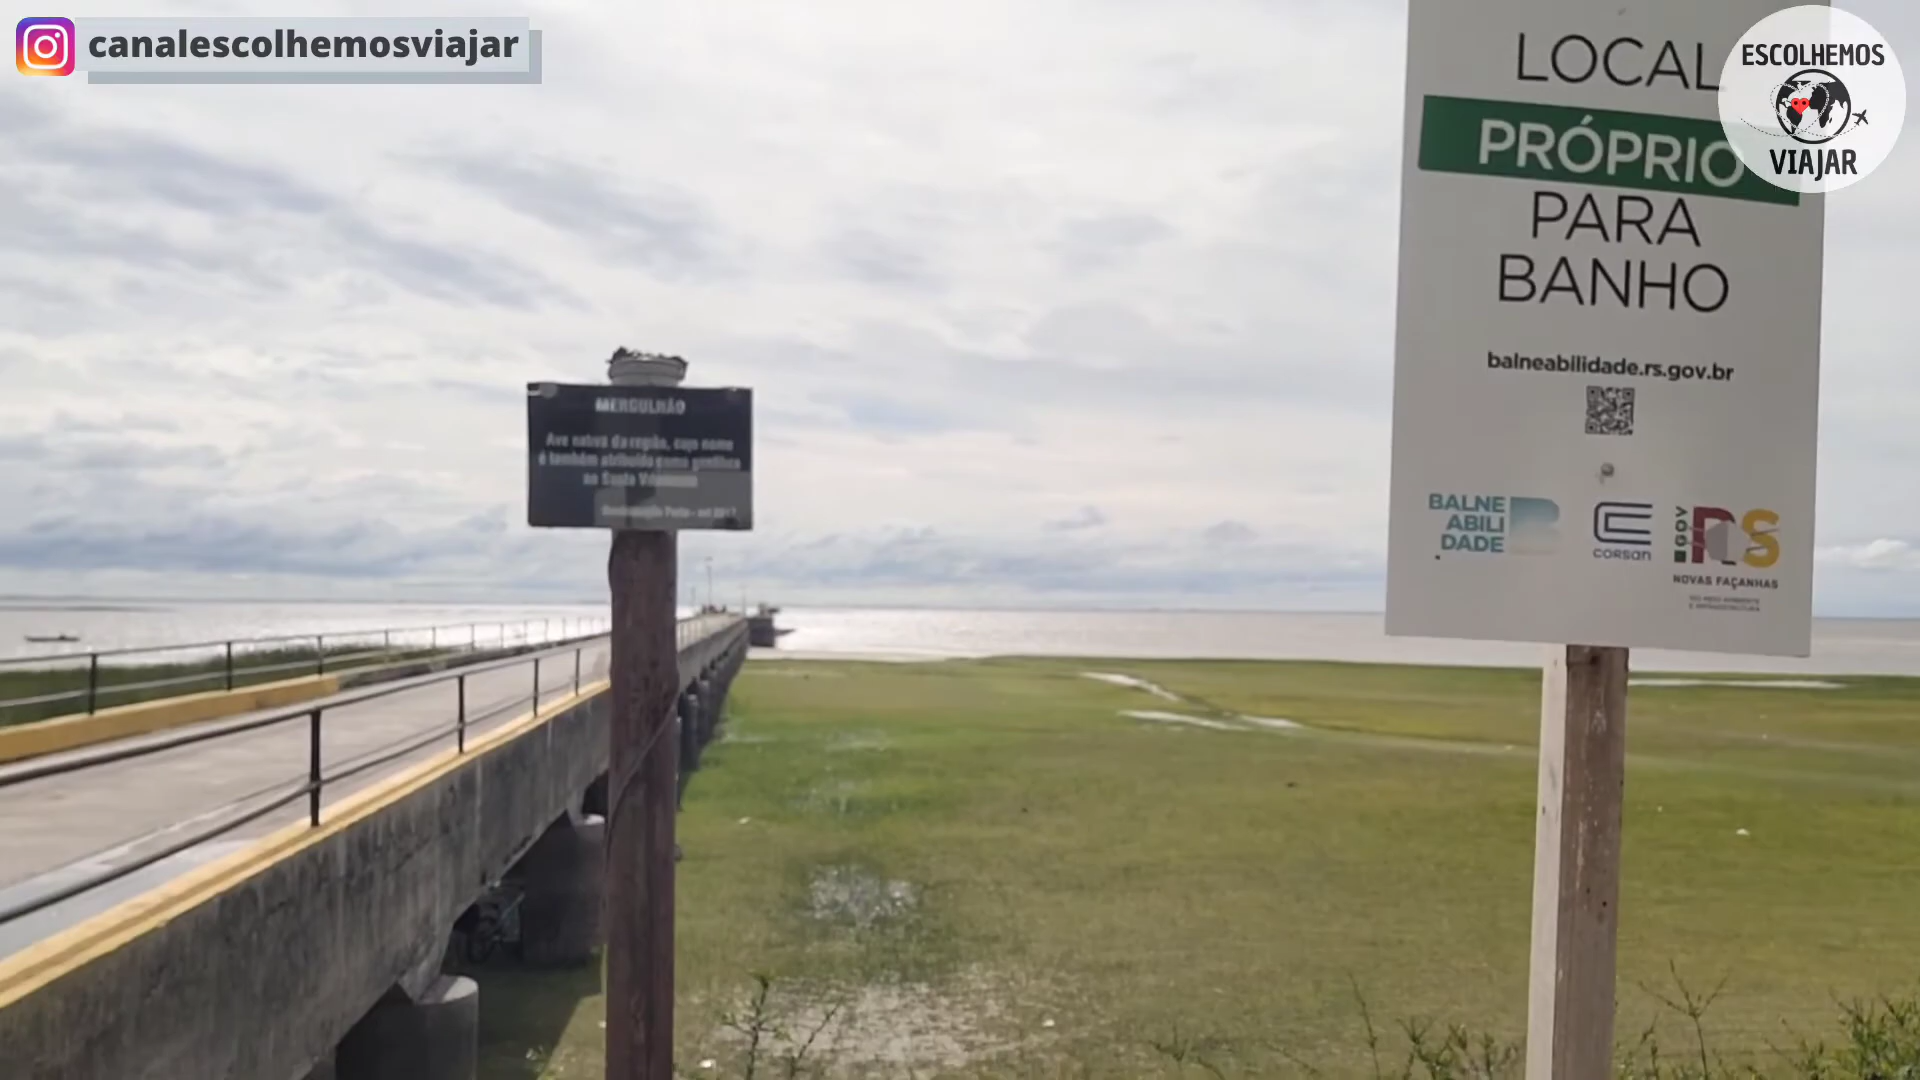 canalescolhemosviajar
ESCOLHEMOS
VIAJAR
LOCAL
PRÓPRIO
PARA
BANHO
balneabilidade.rs.gov.br
BALNE
ABILI
DADE
corsan
GOV
RS
NOVAS FAÇANHAS
MERGULHÃO
Ave nativa da região, cujo nome
é também atribuído como gentílico
ao Santa